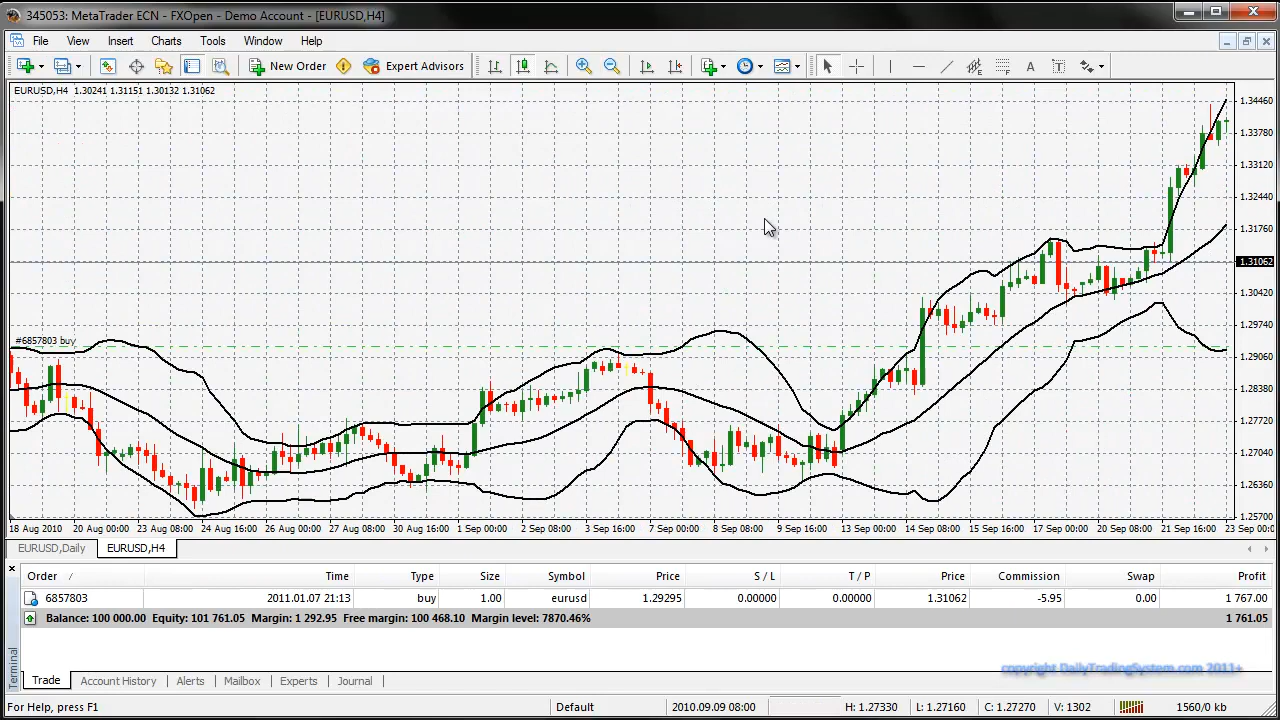 345053: MetaTrader ECN - FXOpen - Demo Account - [EURUSD,H4]
File View Insert Charts Tools Window Help
New Order Expert Advisors A T
EURUSD,H4 1.30241 1.31151 1.30132 1.31062
1.34460
1.33780
1.33120
1.32440
1.31760
1.31062
1.30420
1.29740
#6857803 buy
1.29060
1.28380
1.27720
1.27040
1.26360
1.25700
18 Aug 2010 20 Aug 00:00 23 Aug 08:00 24 Aug 16:00 26 Aug 00:00 27 Aug 08:00 30 Aug 16:00 1 Sep 00:00 2 Sep 08:00 3 Sep 16:00 7 Sep 00:00 8 Sep 08:00 9 Sep 16:00 13 Sep 00:00 14 Sep 08:00 15 Sep 16:00 17 Sep 00:00 20 Sep 08:00 21 Sep 16:00 23 Sep 00:00
EURUSD,Daily EURUSD,H4
Order / Time Type Size Symbol Price S / L T / P Price Commission Swap Profit
6857803 2011.01.07 21:13 buy 1.00 eurusd 1.29295 0.00000 0.00000 1.31062 -5.95 0.00 1 767.00
Balance: 100 000.00 Equity: 101 761.05 Margin: 1 292.95 Free margin: 100 468.10 Margin level: 7870.46% 1 761.05
Terminal
copyright DailyTradingSystem.com 2011+
Trade Account History Alerts Mailbox Signals Experts Journal
For Help, press F1 Default 2010.09.09 08:00 H: 1.27330 L: 1.27160 C: 1.27270 V: 1302 1560/0 kb